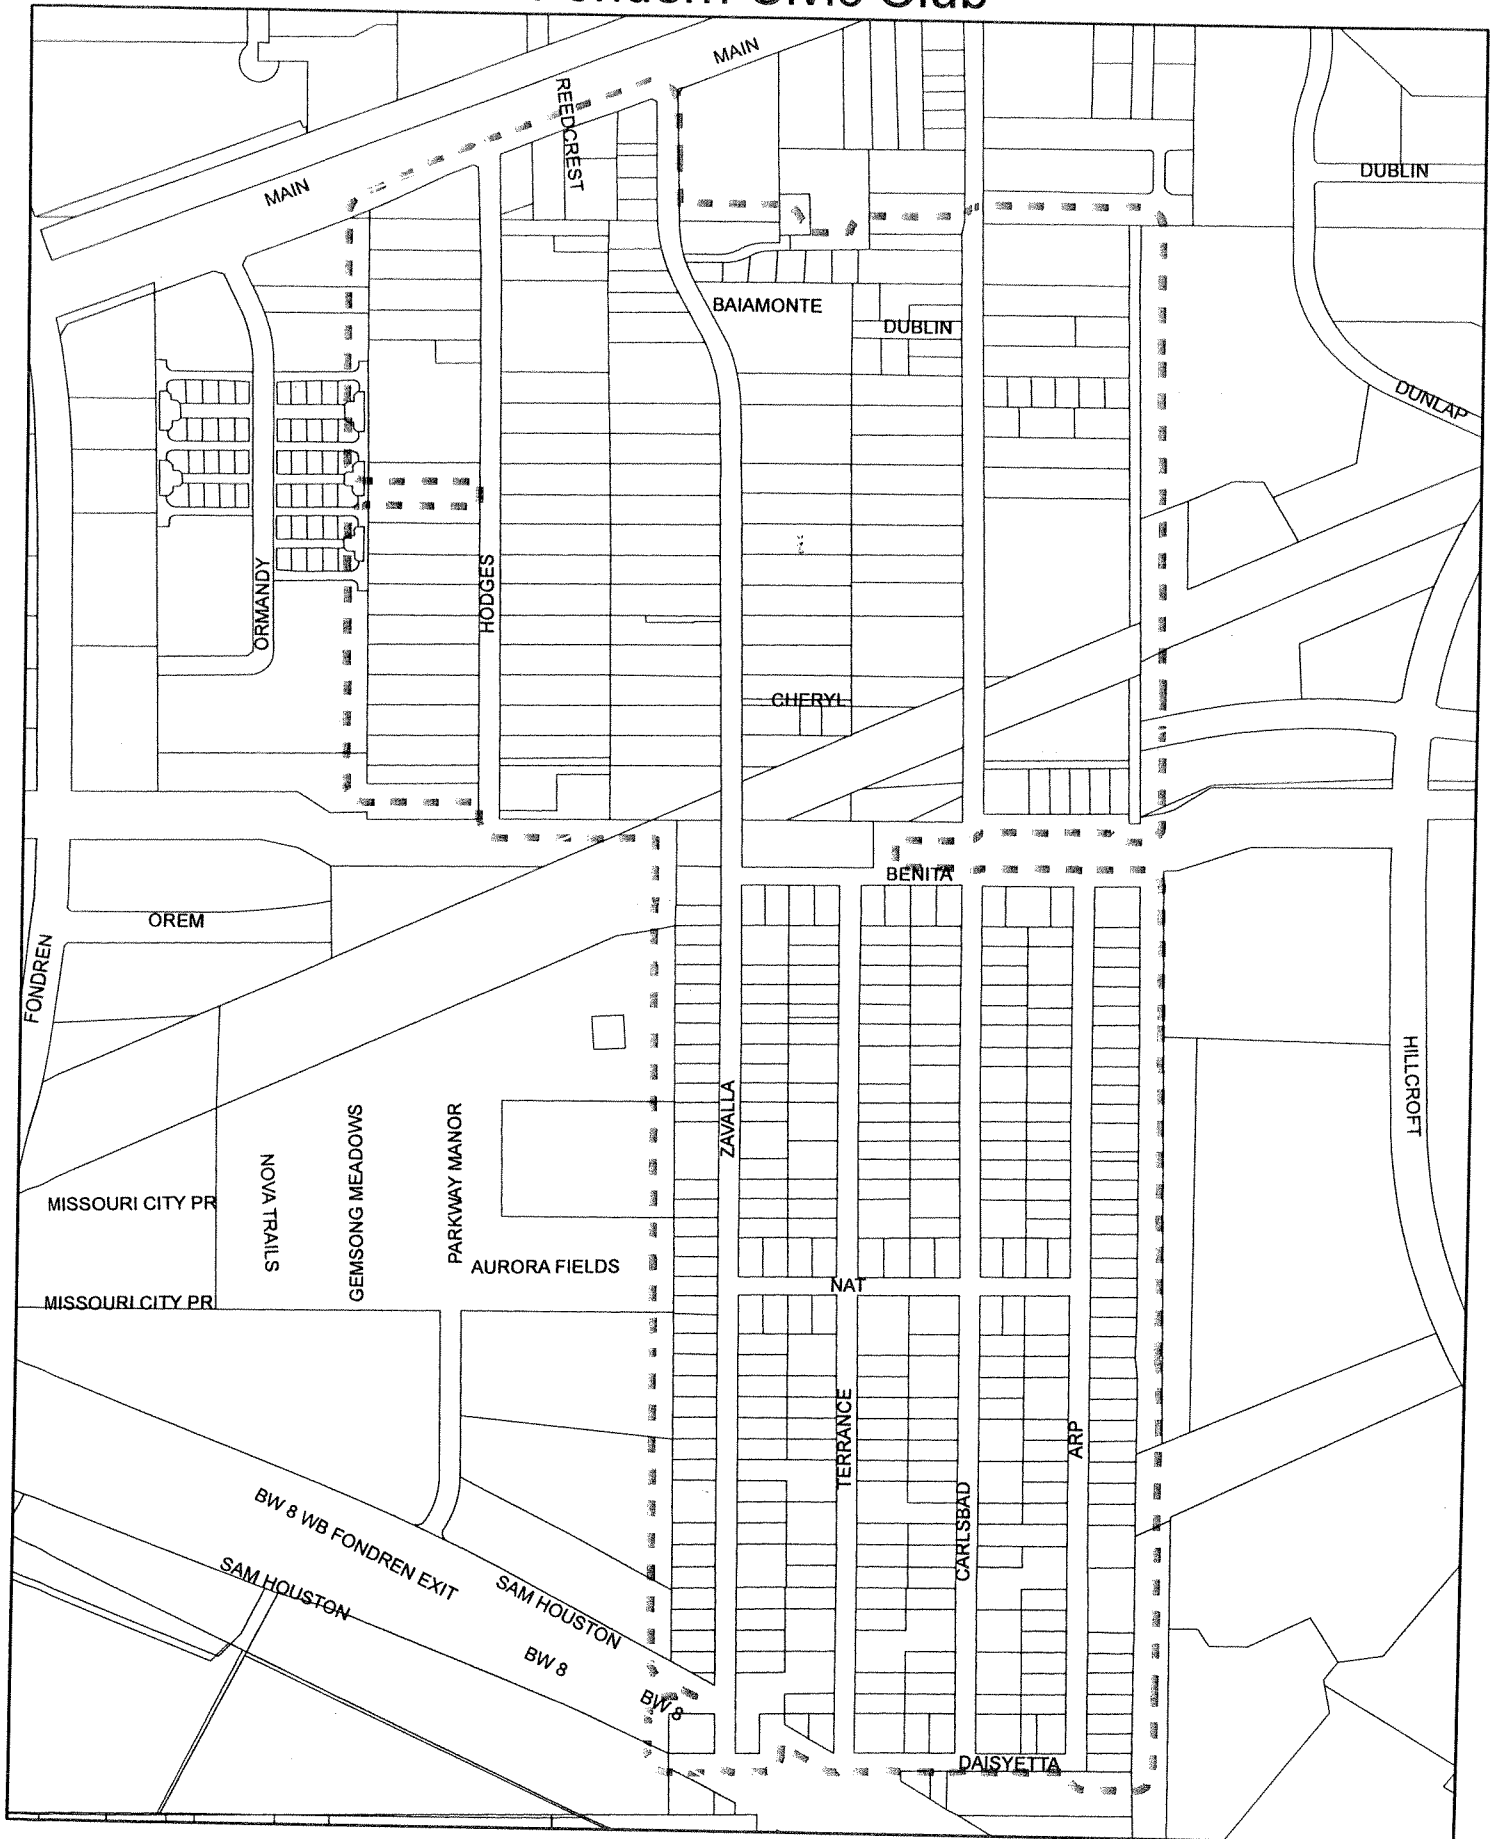 Civic Club
MAIN
REEDCREST
DUBLIN
MAIN
BAIAMONTE
DUBLIN
DUNLAP
ORMANDY
HODGES
CHERYL
BENITA
OREM
FONDREN
HILLCROFT
ZAVALLA
NOVA TRAILS
GEMSONG MEADOWS
PARKWAY MANOR
MISSOURI CITY PR
AURORA FIELDS
NAT
MISSOURI CITY PR
TERRANCE
ARP
CARLSBAD
BW 8 WB FONDREN EXIT
SAM HOUSTON
SAM HOUSTON
BW 8
BW 8
DAISYETTA